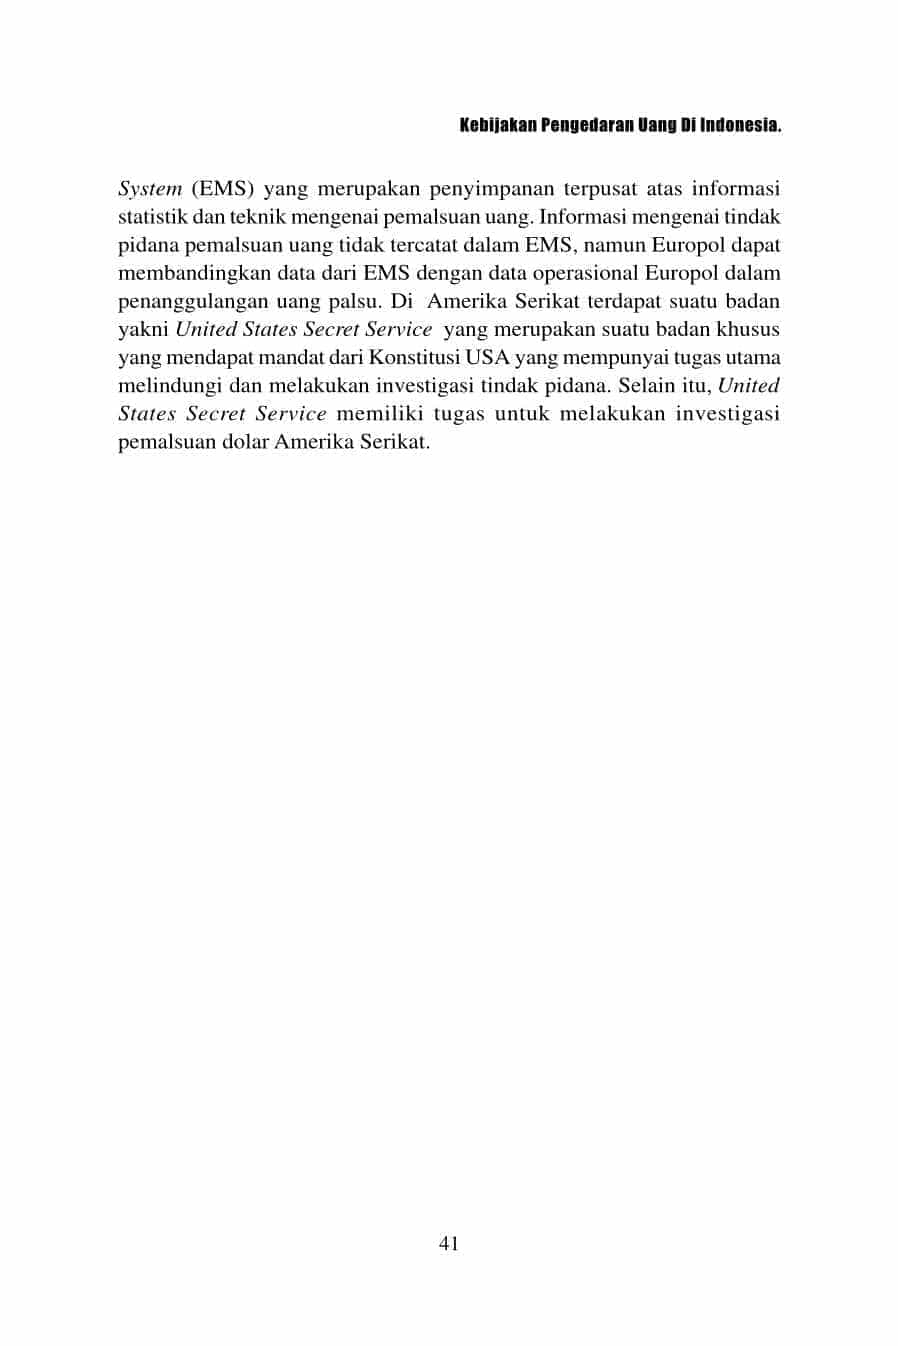 Kebijakan Pengedaran Uang Di Indonesia.
System (EMS) yang merupakan penyimpanan terpusat atas informasi
statistik dan teknik mengenai pemalsuan uang. Informasi mengenai tindak
pidana pemalsuan uang tidak tercatat dalam EMS, namun Europol dapat
membandingkan data dari EMS dengan data operasional Europol dalam
penanggulangan uang palsu. Di Amerika Serikat terdapat suatu badan
yakni United States Secret Service yang merupakan suatu badan khusus
yang mendapat mandat dari Konstitusi USA yang mempunyai tugas utama
melindungi dan melakukan investigasi tindak pidana. Selain itu, United
States Secret Service memiliki tugas untuk melakukan investigasi
pemalsuan dolar Amerika Serikat.
41